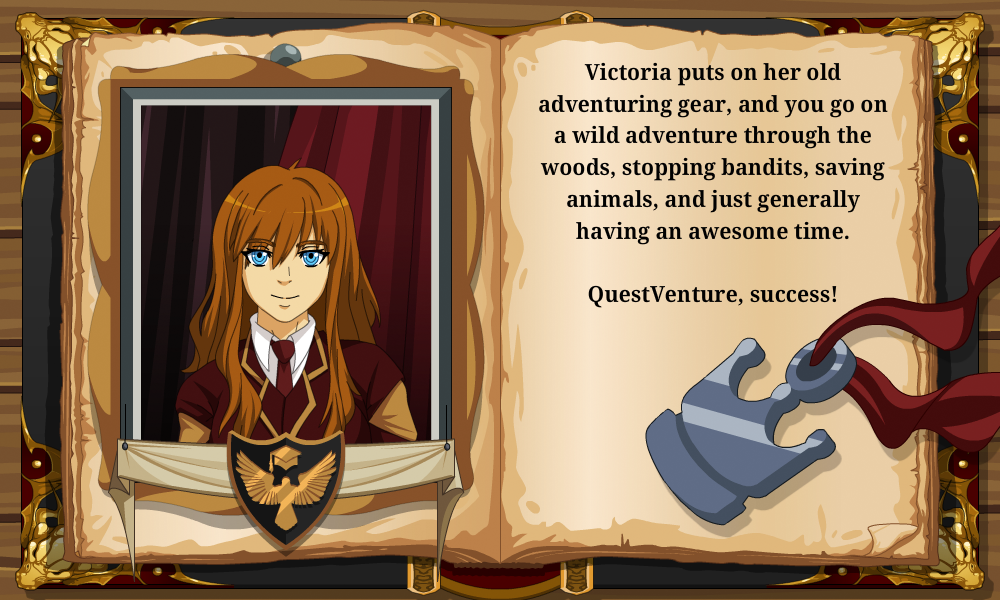 Victoria puts on her old
adventuring gear, and you go on
a wild adventure through the
woods, stopping bandits, saving
animals, and just generally
having an awesome time.
QuestVenture, success!